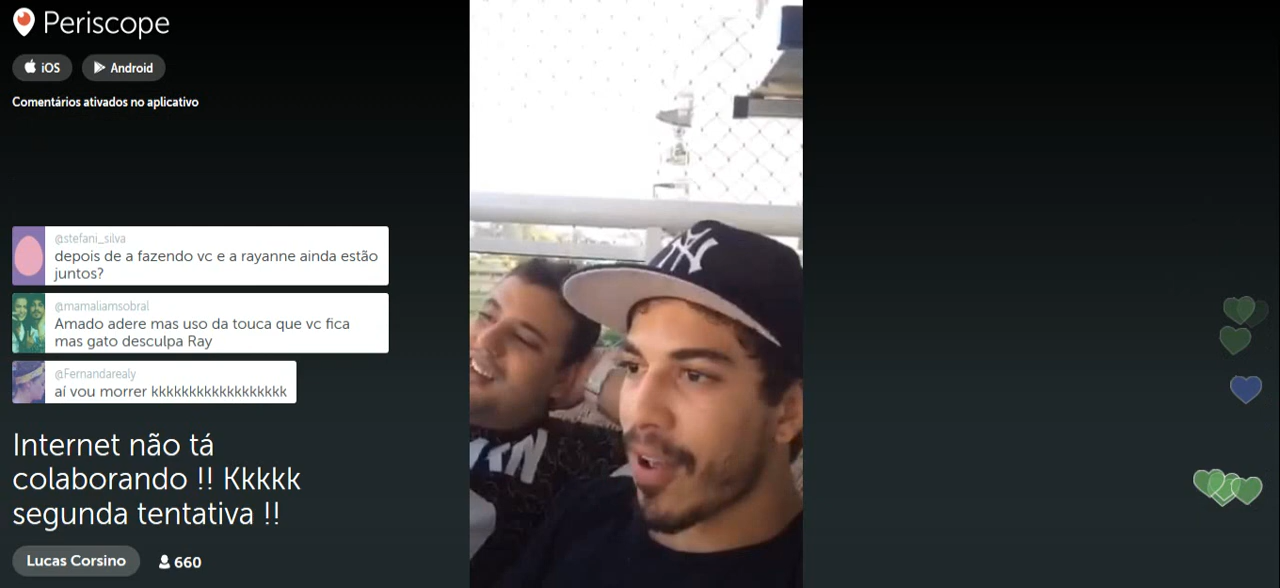 Periscope
iOS
Android
Comentários ativados no aplicativo
@stefani_silva
depois de a fazendo vc e a rayanne ainda estão
juntos?
@mamaliamsobral
Amado adere mas uso da touca que vc fica
mas gato desculpa Ray
@Fernandarealy
aí vou morrer kkkkkkkkkkkkkkkkkkk
Internet não tá
colaborando !! Kkkkk
segunda tentativa !!
Lucas Corsino
660
NY